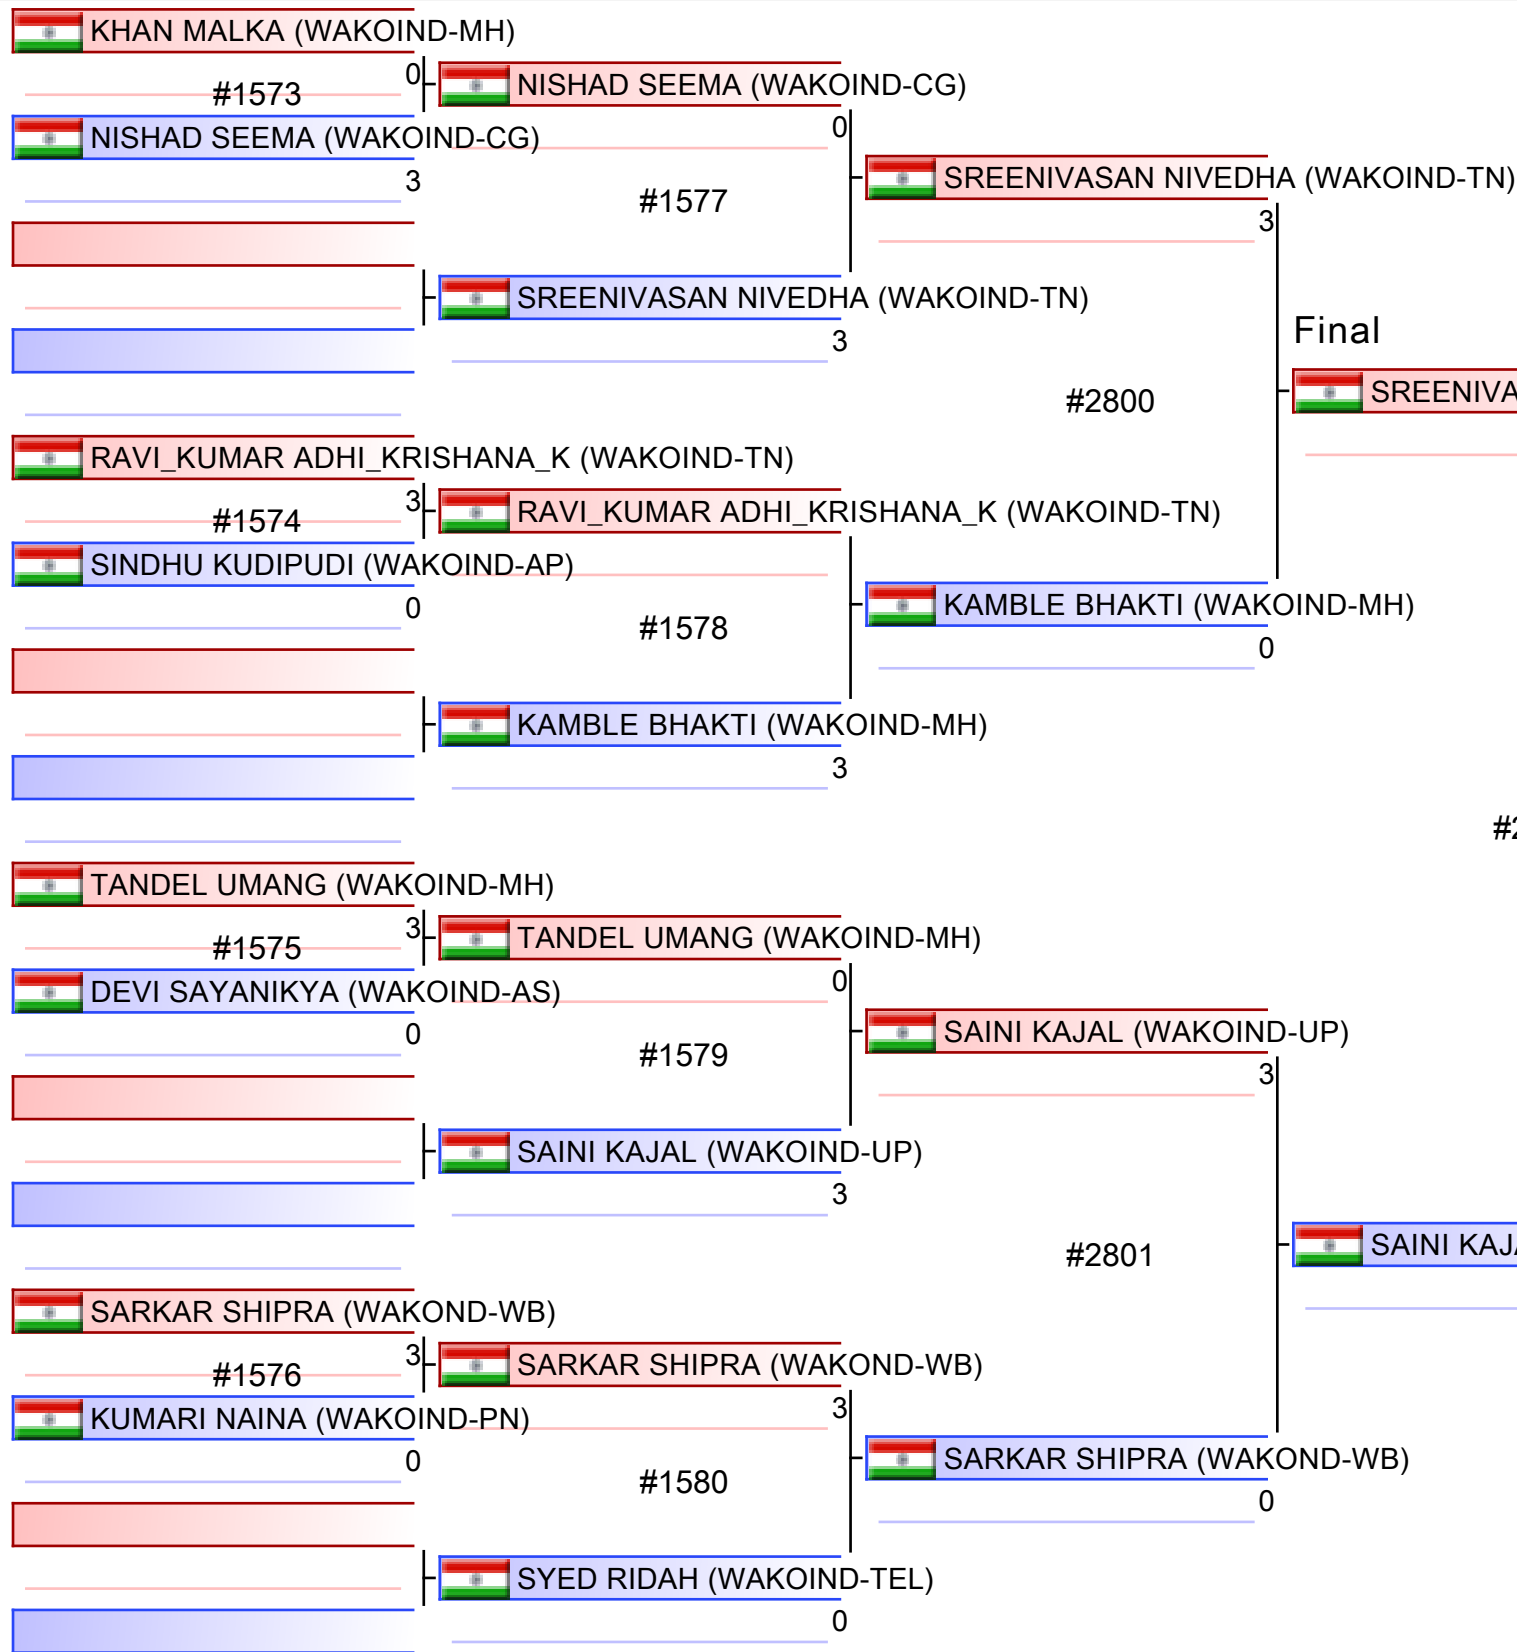 KHAN MALKA (WAKOIND-MH)
0
#1573
NISHAD SEEMA (WAKOIND-CG)
3
RAVI_KUMAR ADHI_KRISHANA_K (WAKOIND-TN)
3
#1574
SINDHU KUDIPUDI (WAKOIND-AP)
0
TANDEL UMANG (WAKOIND-MH)
3
#1575
DEVI SAYANIKYA (WAKOIND-AS)
0
SARKAR SHIPRA (WAKOND-WB)
3
#1576
KUMARI NAINA (WAKOIND-PN)
0
NISHAD SEEMA (WAKOIND-CG)
0
#1577
SREENIVASAN NIVEDHA (WAKOIND-TN)
3
RAVI_KUMAR ADHI_KRISHANA_K (WAKOIND-TN)
#1578
KAMBLE BHAKTI (WAKOIND-MH)
3
TANDEL UMANG (WAKOIND-MH)
0
#1579
SAINI KAJAL (WAKOIND-UP)
3
SARKAR SHIPRA (WAKOND-WB)
3
#1580
SYED RIDAH (WAKOIND-TEL)
0
SREENIVASAN NIVEDHA (WAKOIND-TN)
3
#2800
KAMBLE BHAKTI (WAKOIND-MH)
0
SAINI KAJAL (WAKOIND-UP)
3
#2801
SARKAR SHIPRA (WAKOND-WB)
0
Final
SREENIVA
SAINI KAJ